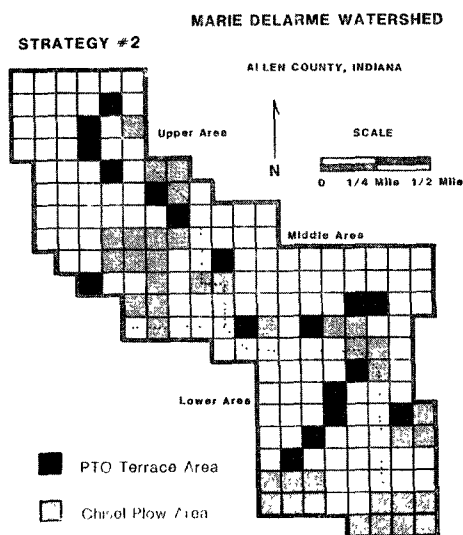 MARIE DELARME WATERSHED
STRATEGY #2
ALLEN COUNTY, INDIANA
Upper Area
SCALE
N
0 1/4 Mile 1/2 Mile
Middle Area
Lower Area
PTO Terrace Area
Chisel Plow Area